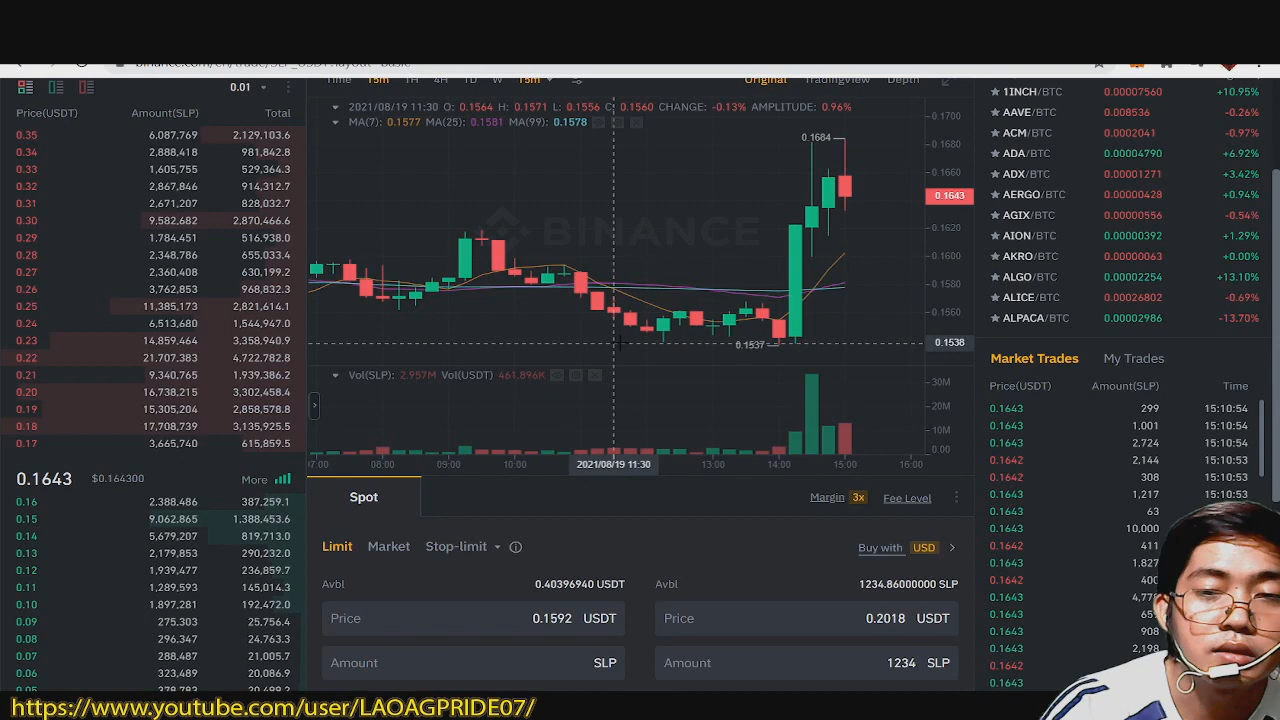 0.01
Price(USDT) Amount(SLP) Total
0.35 6,087,769 2,129,103.6
0.34 2,888,418 981,842.8
0.33 1,605,755 529,364.3
0.32 2,867,846 914,312.7
0.31 2,671,207 828,032.7
0.30 9,582,682 2,870,466.6
0.29 1,784,451 516,938.0
0.28 2,348,786 655,033.4
0.27 2,360,408 630,199.2
0.26 3,762,853 968,832.3
0.25 11,385,173 2,821,614.1
0.24 6,513,680 1,544,947.0
0.23 14,859,464 3,358,940.9
0.22 21,707,383 4,722,782.8
0.21 9,340,765 1,939,386.2
0.20 16,738,215 3,302,458.4
0.19 15,305,204 2,858,578.8
0.18 17,708,739 3,135,925.5
0.17 3,665,740 615,859.5
0.1643 $0.164300 More
0.16 2,388,486 387,259.1
0.15 9,062,865 1,388,453.6
0.14 5,679,207 819,713.0
0.13 2,179,853 290,232.0
0.12 1,939,477 236,859.7
0.11 1,289,593 145,014.3
0.10 1,897,281 192,472.0
0.09 275,303 25,756.4
0.08 296,347 24,763.3
0.07 288,487 21,005.7
0.06 323,489 20,086.9
Time 15m 1H 4H 1D W 15m Original TradingView Depth
2021/08/19 11:30 O: 0.1564 H: 0.1571 L: 0.1556 C: 0.1560 CHANGE: -0.13% AMPLITUDE: 0.96%
MA(7): 0.1577 MA(25): 0.1581 MA(99): 0.1578
0.1700
0.1684
0.1680
0.1660
0.1643
0.1620
BINANCE
0.1600
0.1580
0.1560
0.1537
0.1538
Vol(SLP): 2.957M Vol(USDT) 461.896K
30M
20M
10M
0.00
07:00 08:00 09:00 10:00 2021/08/19 11:30 13:00 14:00 15:00 16:00
Spot
Margin 3x Fee Level
Limit Market Stop-limit
Buy with USD
Avbl 0.40396940 USDT
Price 0.1592 USDT
Amount SLP
Avbl 1234.86000000 SLP
Price 0.2018 USDT
Amount 1234 SLP
1INCH/BTC 0.00007560 +10.95%
AAVE/BTC 0.008536 -0.26%
ACM/BTC 0.0002041 -0.97%
ADA/BTC 0.00004790 +6.92%
ADX/BTC 0.00001271 +3.42%
AERGO/BTC 0.00000428 +0.94%
AGIX/BTC 0.00000556 -0.54%
AION/BTC 0.00000392 +1.29%
AKRO/BTC 0.00000063 +0.00%
ALGO/BTC 0.00002254 +13.10%
ALICE/BTC 0.00026802 -0.69%
ALPACA/BTC 0.00002986 -13.70%
Market Trades My Trades
Price(USDT) Amount(SLP) Time
0.1643 299 15:10:54
0.1643 1,001 15:10:54
0.1643 2,724 15:10:54
0.1642 2,144 15:10:53
0.1642 308 15:10:53
0.1643 1,217 15:10:53
0.1643 63
0.1643 10,000
0.1642 411
0.1643 1,827
0.1642 400
0.1643
0.1643
0.1643 908
0.1643 2,198
0.1642
0.1643
https://www.youtube.com/user/LAOAGPRIDE07/